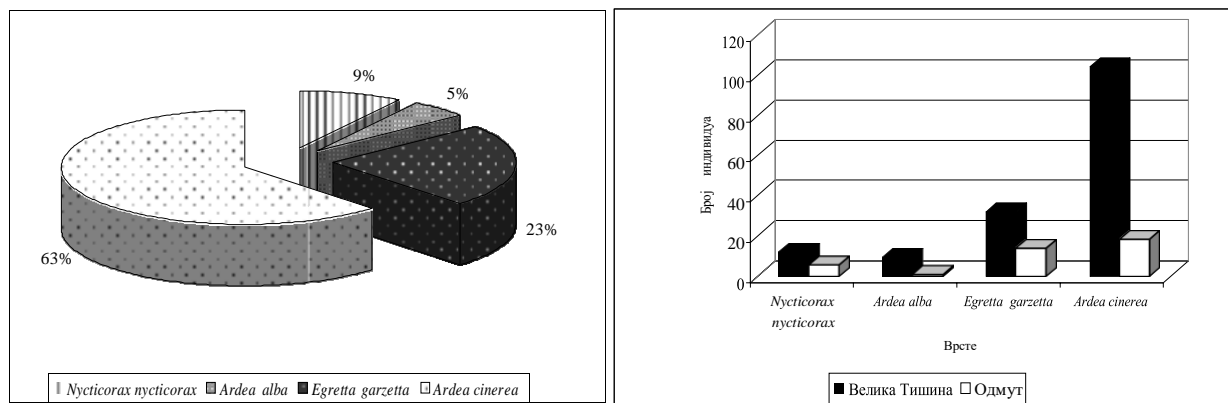 9%
5%
23%
63%
Nycticorax nycticorax Ardea alba Egretta garzetta Ardea cinerea
120
100
80
60
40
20
0
Број индивидуа
Nycticorax
nycticorax
Ardea alba
Egretta garzetta
Ardea cinerea
Врсте
Велика Тишина Одмут